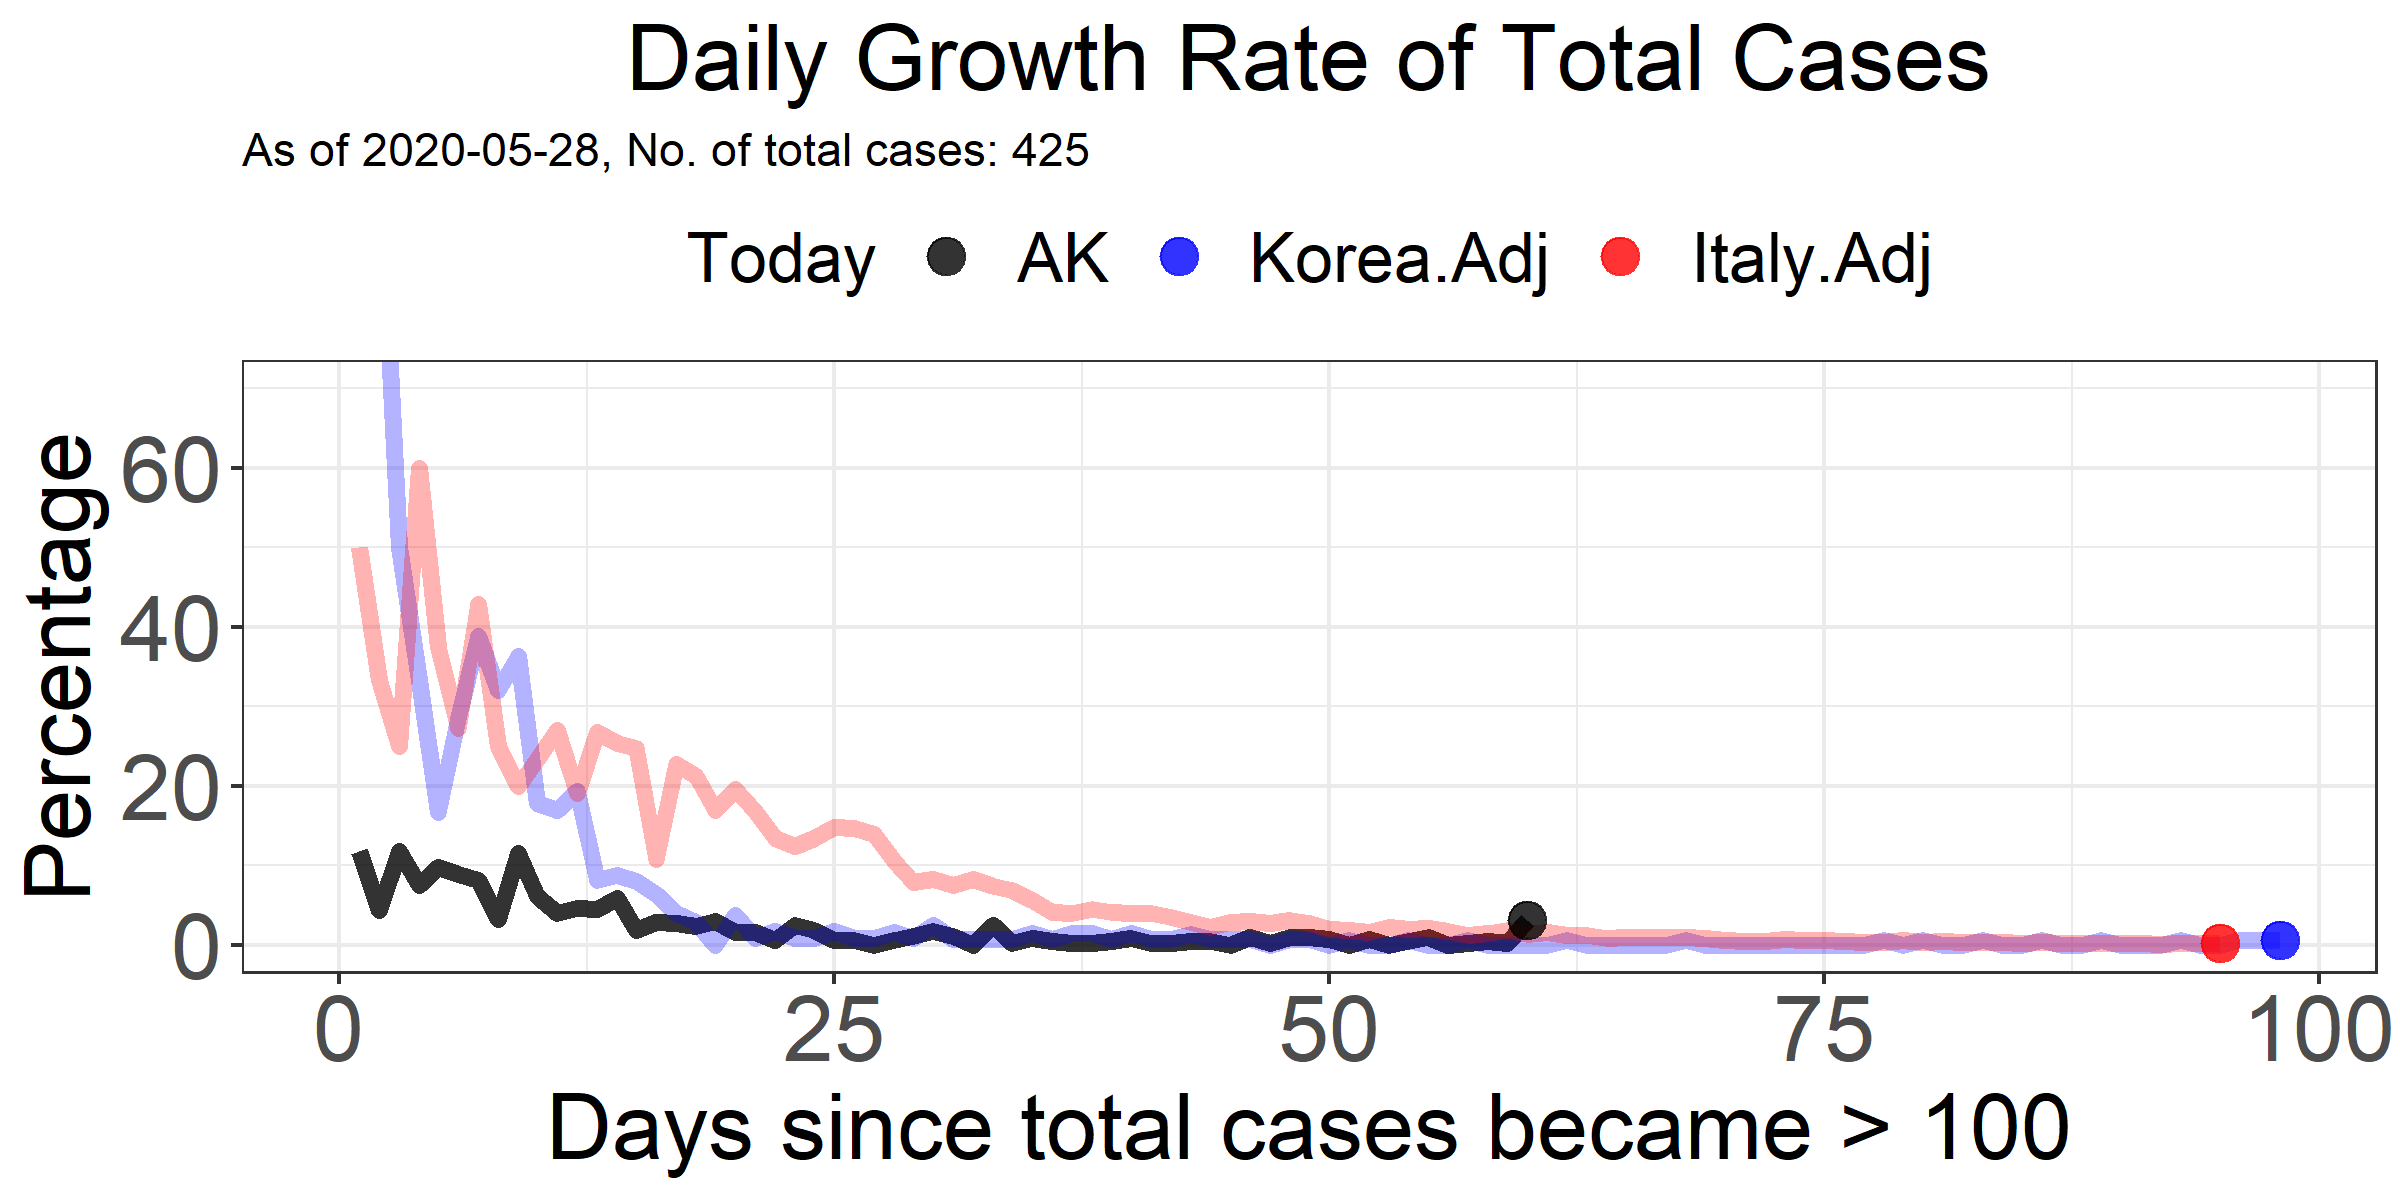 Daily Growth Rate of Total Cases
As of 2020-05-28, No. of total cases: 425
Today AK Korea.Adj Italy.Adj
Percentage
60
40
20
0
0 25 50 75 100
Days since total cases became > 100